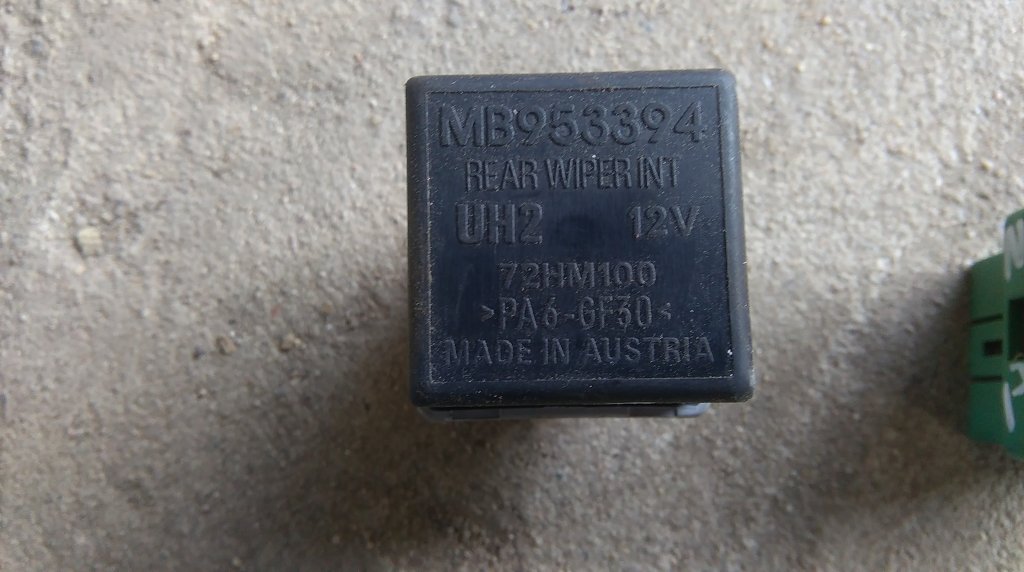 MB953394
REAR WIPER INT
UH2 12V
72HM100
>PA6-GF30<
MADE IN AUSTRIA